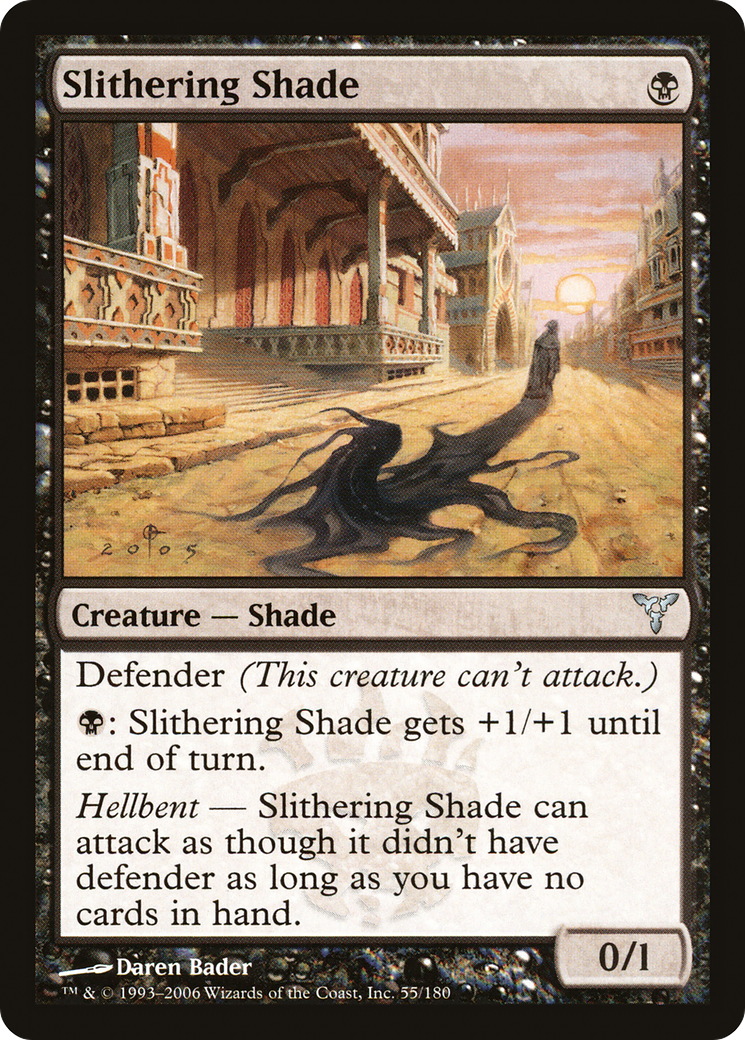 Slithering Shade
2005
Creature — Shade
Defender (This creature can't attack.)
: Slithering Shade gets +1/+1 until
end of turn.
Hellbent — Slithering Shade can
attack as though it didn't have
defender as long as you have no
cards in hand.
0/1
Daren Bader
™ & © 1993–2006 Wizards of the Coast, Inc. 55/180